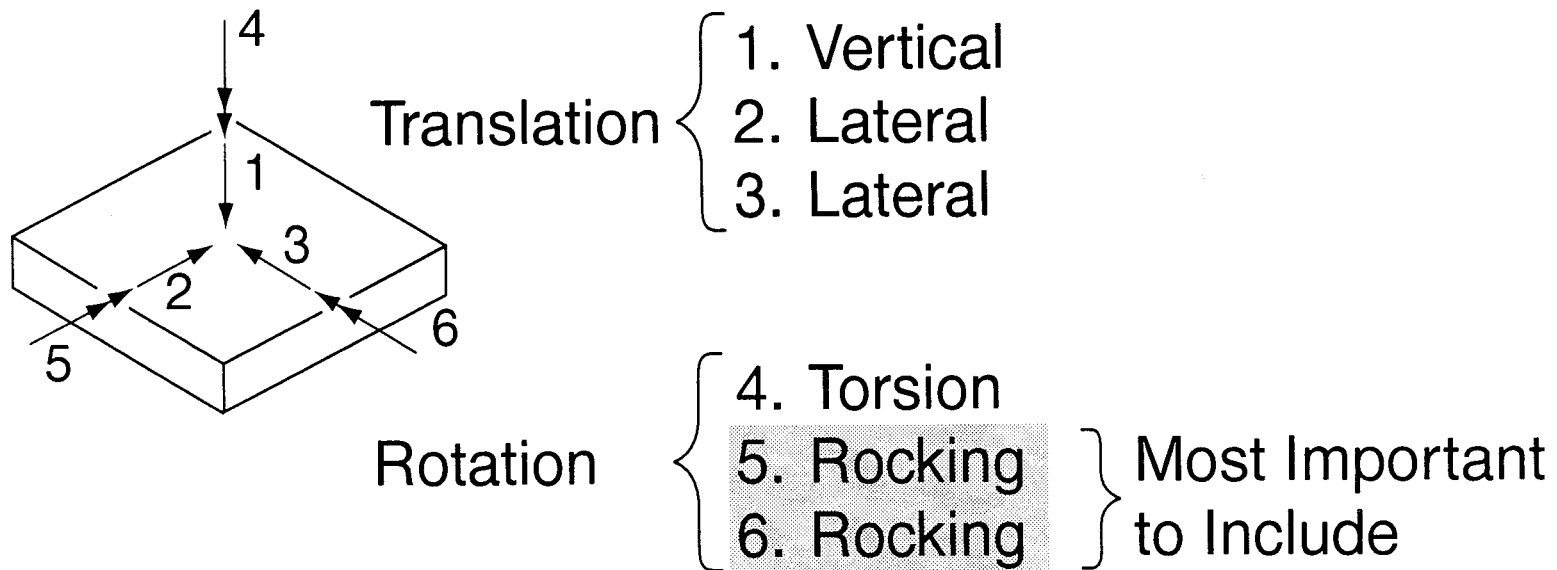 4
Translation
1. Vertical
2. Lateral
3. Lateral
1
3
2
5
6
Rotation
4. Torsion
5. Rocking
6. Rocking
Most Important
to Include